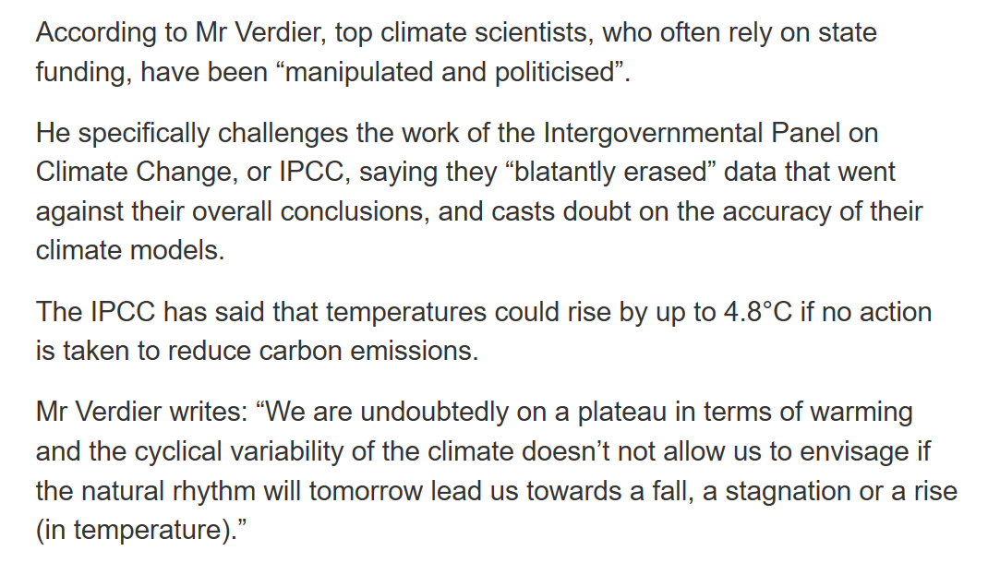 According to Mr Verdier, top climate scientists, who often rely on state
funding, have been “manipulated and politicised”.
He specifically challenges the work of the Intergovernmental Panel on
Climate Change, or IPCC, saying they “blatantly erased” data that went
against their overall conclusions, and casts doubt on the accuracy of their
climate models.
The IPCC has said that temperatures could rise by up to 4.8°C if no action
is taken to reduce carbon emissions.
Mr Verdier writes: “We are undoubtedly on a plateau in terms of warming
and the cyclical variability of the climate doesn’t not allow us to envisage if
the natural rhythm will tomorrow lead us towards a fall, a stagnation or a rise
(in temperature).”